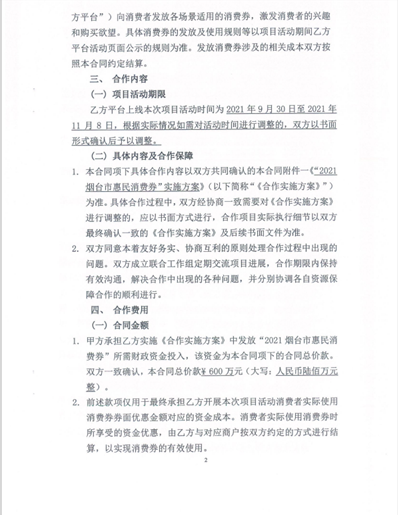 方平台”）向消费者发放各场景适用的消费券，激发消费者的兴趣
和购买欲望。具体消费券的发放及使用规则等以项目活动期间乙方
平台活动页面公示的规则为准。发放消费券涉及的相关成本双方按
照本合同约定结算。
三、 合作内容
（一）项目活动期限
乙方平台上线本次项目活动时间为 2021 年 9 月 30 日至 2021 年
11 月 8 日，根据实际情况如需对活动时间进行调整的，双方以书面
形式确认后予以调整。
（二）具体内容及合作保障
1. 本合同项下具体合作内容以双方共同确认的本合同附件一《“2021
烟台市惠民消费券”实施方案》（以下简称“《合作实施方案》”）
为准。具体合作过程中，双方经协商一致需要对《合作实施方案》
进行调整的，应以书面方式进行，合作项目实际执行细节以双方
最终确认一致的《合作实施方案》及后续书面文件为准。
2. 双方同意本着友好务实、协商互利的原则处理合作过程中出现的
问题。双方成立联合工作组定期交流项目进展，合作期限内保持
有效沟通，解决合作中出现的各种问题，并分别协调各自资源保
障合作的顺利进行。
四、 合作费用
（一）合同金额
1. 甲方承担乙方实施《合作实施方案》中发放“2021 烟台市惠民消
费券”所需财政资金投入，该资金为本合同项下的合同总价款。
双方一致确认，本合同总价款¥ 600 万元（大写：人民币陆佰万元
整）。
2. 前述款项仅用于最终承担乙方开展本次项目活动消费者实际使用
消费券券面优惠金额对应的资金成本。消费者实际使用消费券时
所享受的资金优惠，由乙方与对应商户按双方约定的方式进行结
算，以实现消费券的有效使用。
2